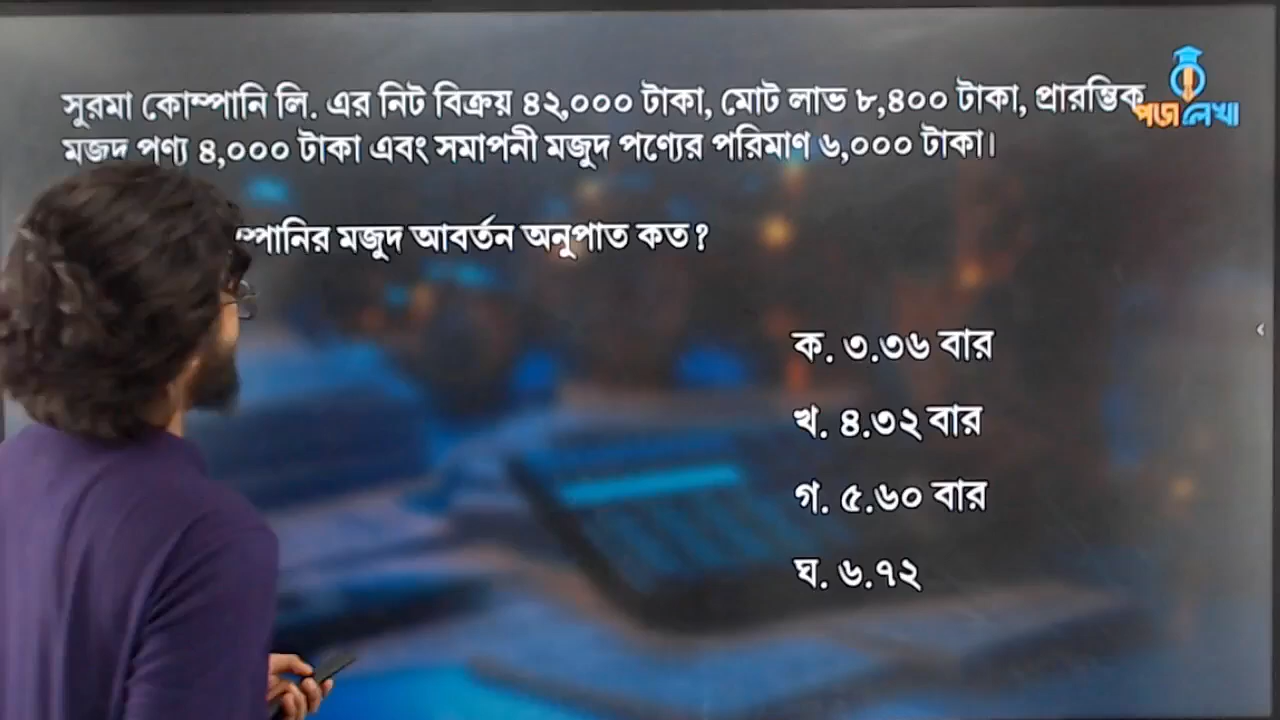 সুরমা কোম্পানি লি. এর নিট বিক্রয় ৪২,০০০ টাকা, মোট লাভ ৮,৪০০ টাকা, প্রারম্ভিক
মজুদ পণ্য ৪,০০০ টাকা এবং সমাপনী মজুদ পণ্যের পরিমাণ ৬,০০০ টাকা।
পড়ালেখা
মজুদ আবর্তন অনুপাত কত?
ক. ৩.৩৬ বার
খ. ৪.৩২ বার
গ. ৫.৬০ বার
ঘ. ৬.৭২